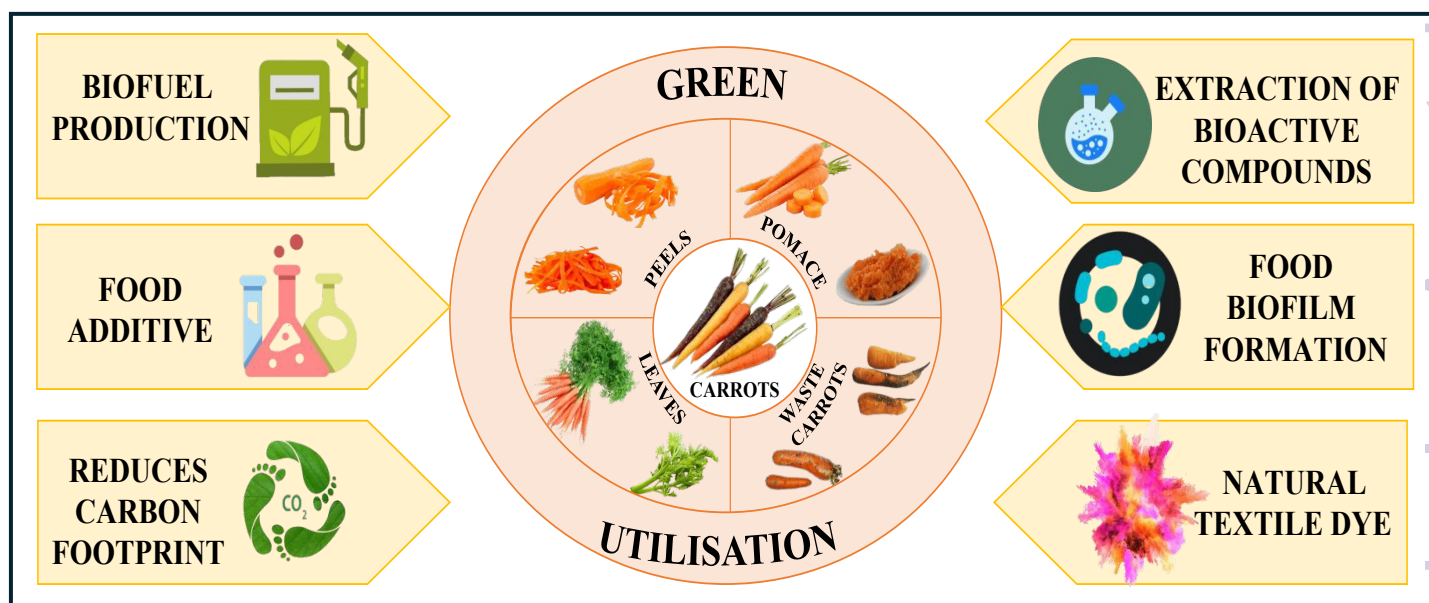 BIOFUEL
PRODUCTION
FOOD
ADDITIVE
REDUCES
CARBON
FOOTPRINT
CO2
GREEN
PEELS
POMACE
LEAVES
WASTE
CARROTS
CARROTS
UTILISATION
EXTRACTION OF
BIOACTIVE
COMPOUNDS
FOOD
BIOFILM
FORMATION
NATURAL
TEXTILE DYE